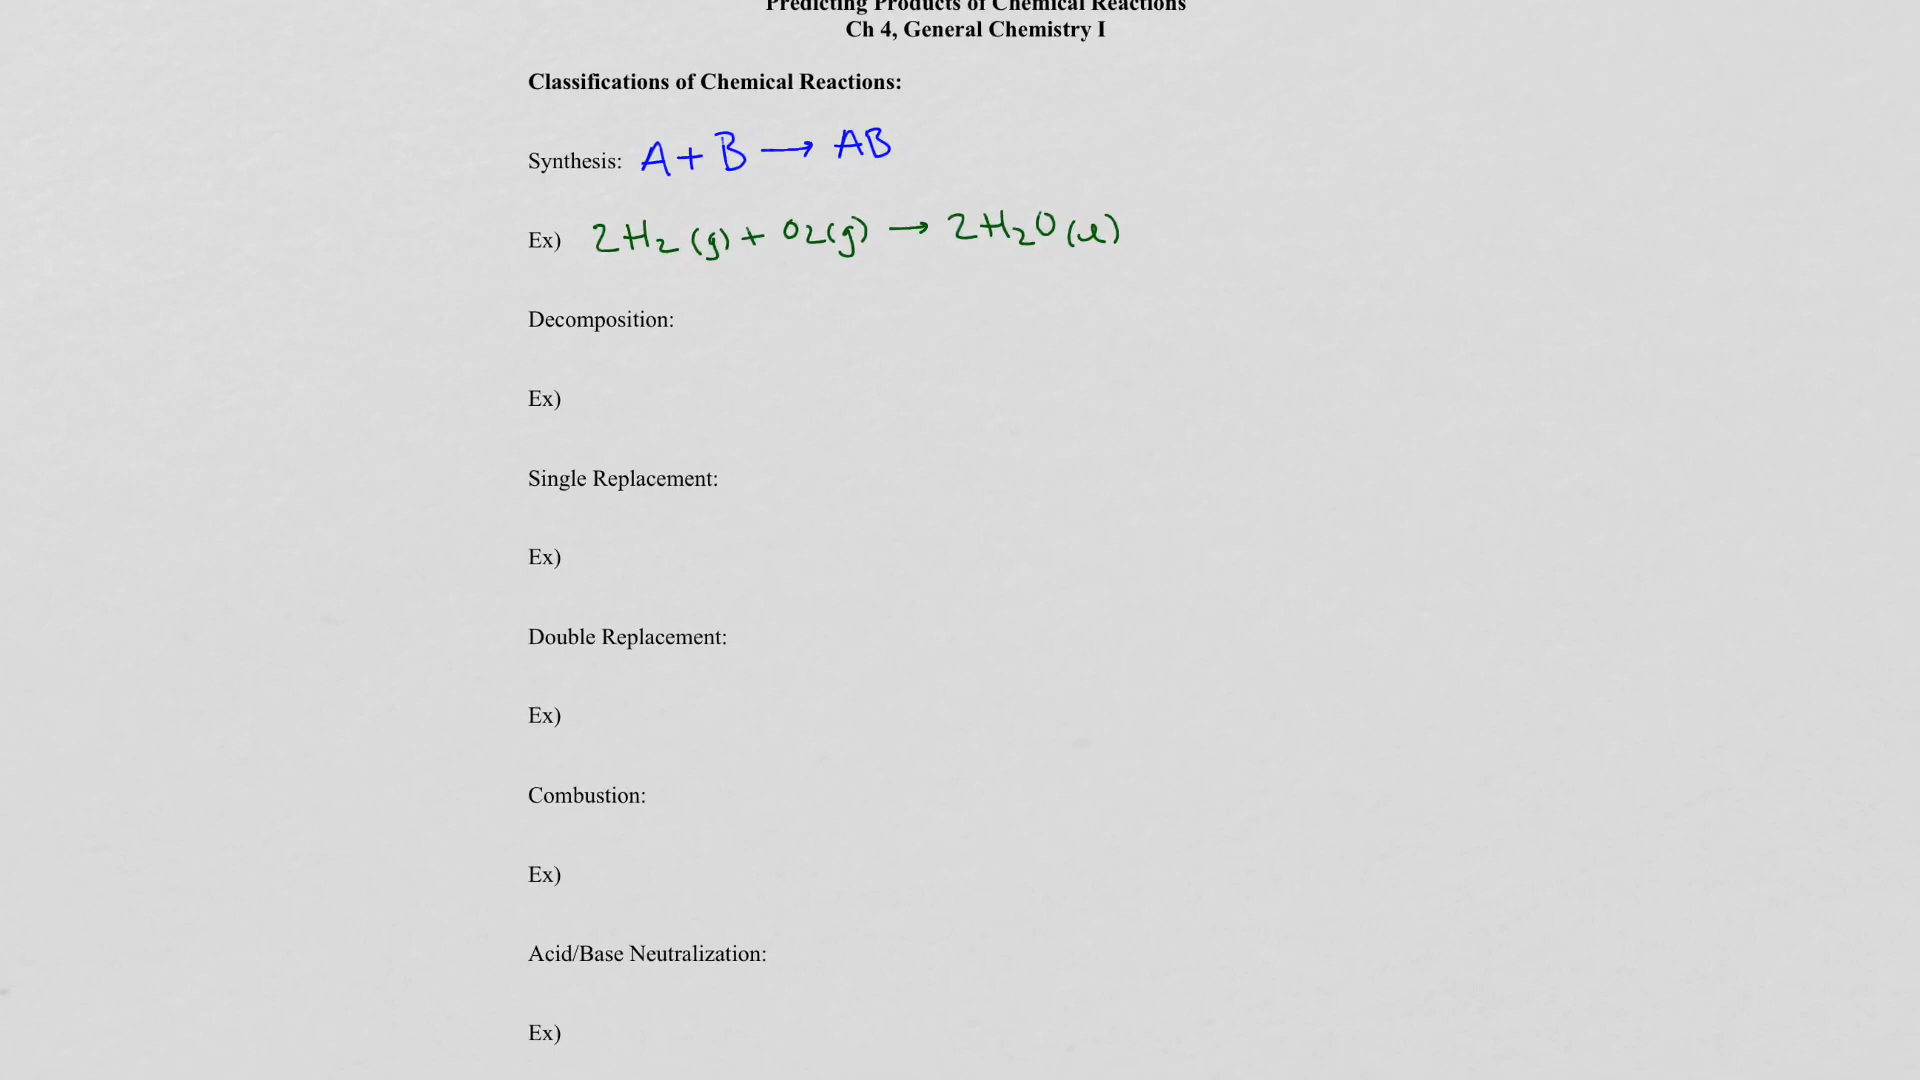 Predicting Products of Chemical Reactions
Ch 4, General Chemistry I
Classifications of Chemical Reactions:
Synthesis: A + B → AB
Ex) 2H₂(g) + O₂(g) → 2H₂O(l)
Decomposition:
Ex)
Single Replacement:
Ex)
Double Replacement:
Ex)
Combustion:
Ex)
Acid/Base Neutralization:
Ex)